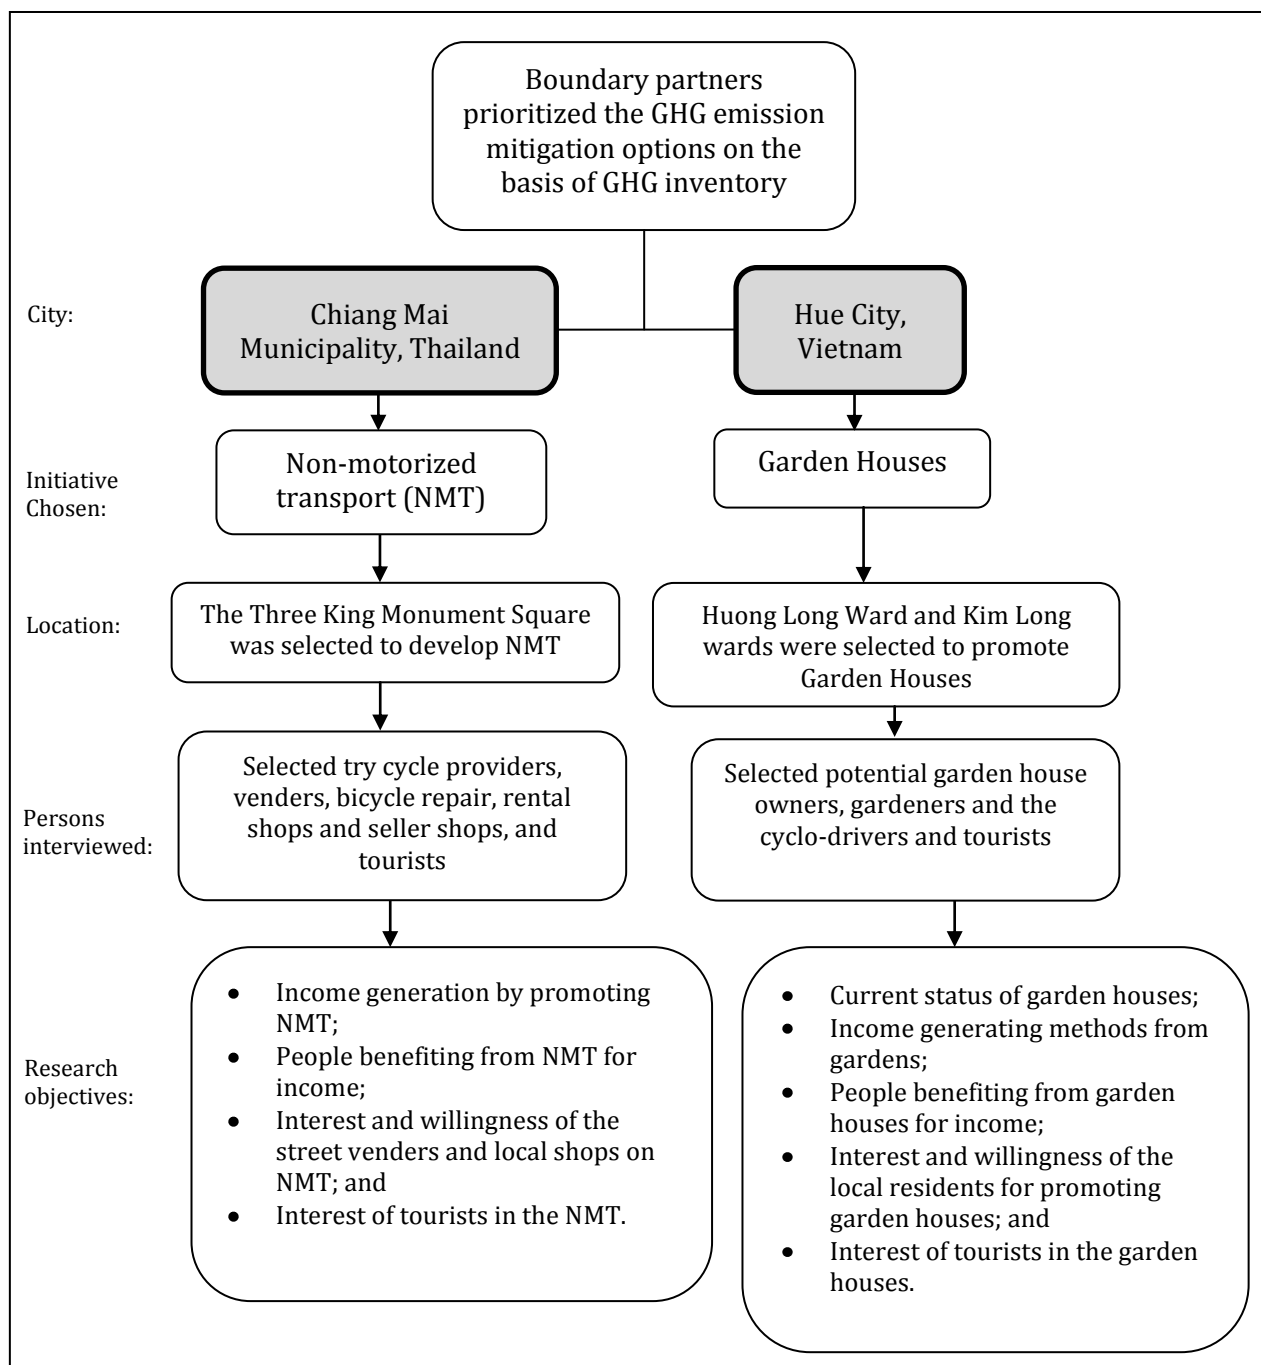 Boundary partners
prioritized the GHG emission
mitigation options on the
basis of GHG inventory
City:
Chiang Mai
Municipality, Thailand
Hue City,
Vietnam
Initiative
Chosen:
Non-motorized
transport (NMT)
Garden Houses
Location:
The Three King Monument Square
was selected to develop NMT
Huong Long Ward and Kim Long
wards were selected to promote
Garden Houses
Persons
interviewed:
Selected try cycle providers,
venders, bicycle repair, rental
shops and seller shops, and
tourists
Selected potential garden house
owners, gardeners and the
cyclo-drivers and tourists
Research
objectives:
• Income generation by promoting
NMT;
• People benefiting from NMT for
income;
• Interest and willingness of the
street venders and local shops on
NMT; and
• Interest of tourists in the NMT.
• Current status of garden houses;
• Income generating methods from
gardens;
• People benefiting from garden
houses for income;
• Interest and willingness of the
local residents for promoting
garden houses; and
• Interest of tourists in the garden
houses.